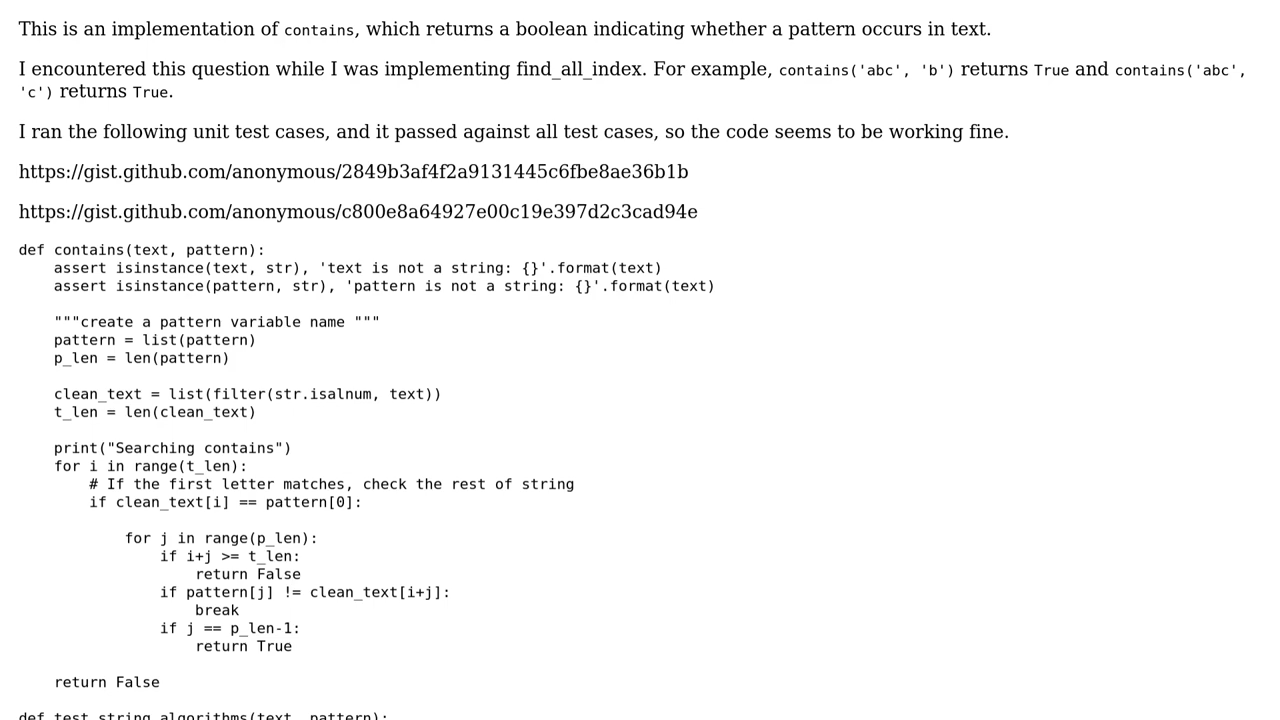 This is an implementation of contains, which returns a boolean indicating whether a pattern occurs in text.
I encountered this question while I was implementing find_all_index. For example, contains('abc', 'b') returns True and contains('abc',
'c') returns True.
I ran the following unit test cases, and it passed against all test cases, so the code seems to be working fine.
https://gist.github.com/anonymous/2849b3af4f2a9131445c6fbe8ae36b1b
https://gist.github.com/anonymous/c800e8a64927e00c19e397d2c3cad94e
def contains(text, pattern):
    assert isinstance(text, str), 'text is not a string: {}'.format(text)
    assert isinstance(pattern, str), 'pattern is not a string: {}'.format(text)
    """create a pattern variable name """
    pattern = list(pattern)
    p_len = len(pattern)
    clean_text = list(filter(str.isalnum, text))
    t_len = len(clean_text)
    print("Searching contains")
    for i in range(t_len):
        # If the first letter matches, check the rest of string
        if clean_text[i] == pattern[0]:
            for j in range(p_len):
                if i+j >= t_len:
                    return False
                if pattern[j] != clean_text[i+j]:
                    break
                if j == p_len-1:
                    return True
    return False
def test_string_algorithms(text, pattern):